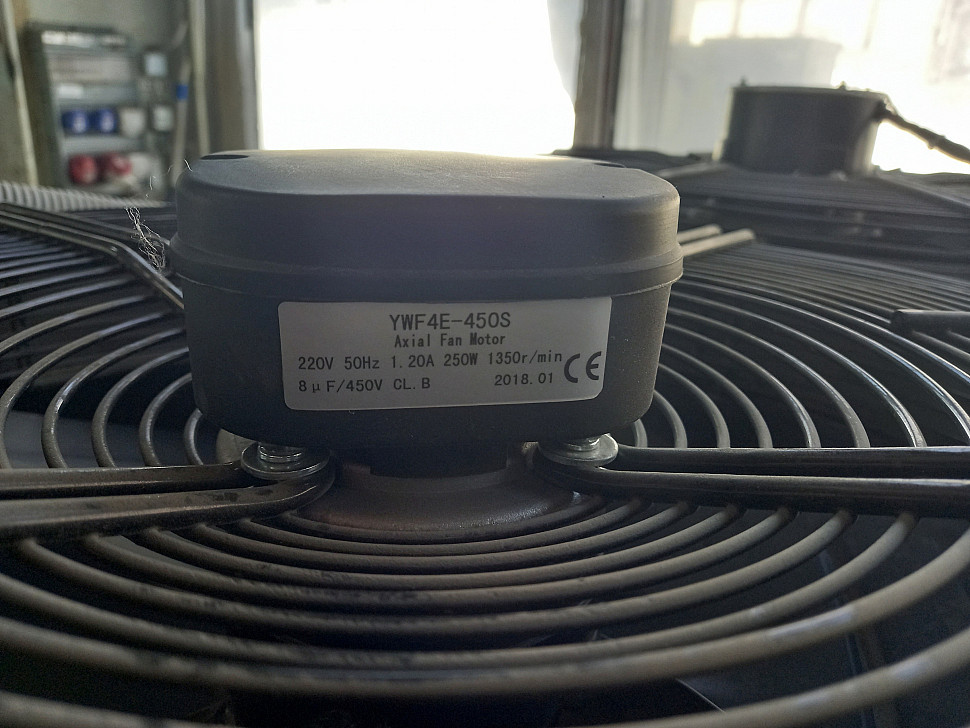 YWF4E-450S
Axial Fan Motor
220V 50Hz 1.20A 250W 1350r/min
8μF/450V CL.B 2018.01 CE